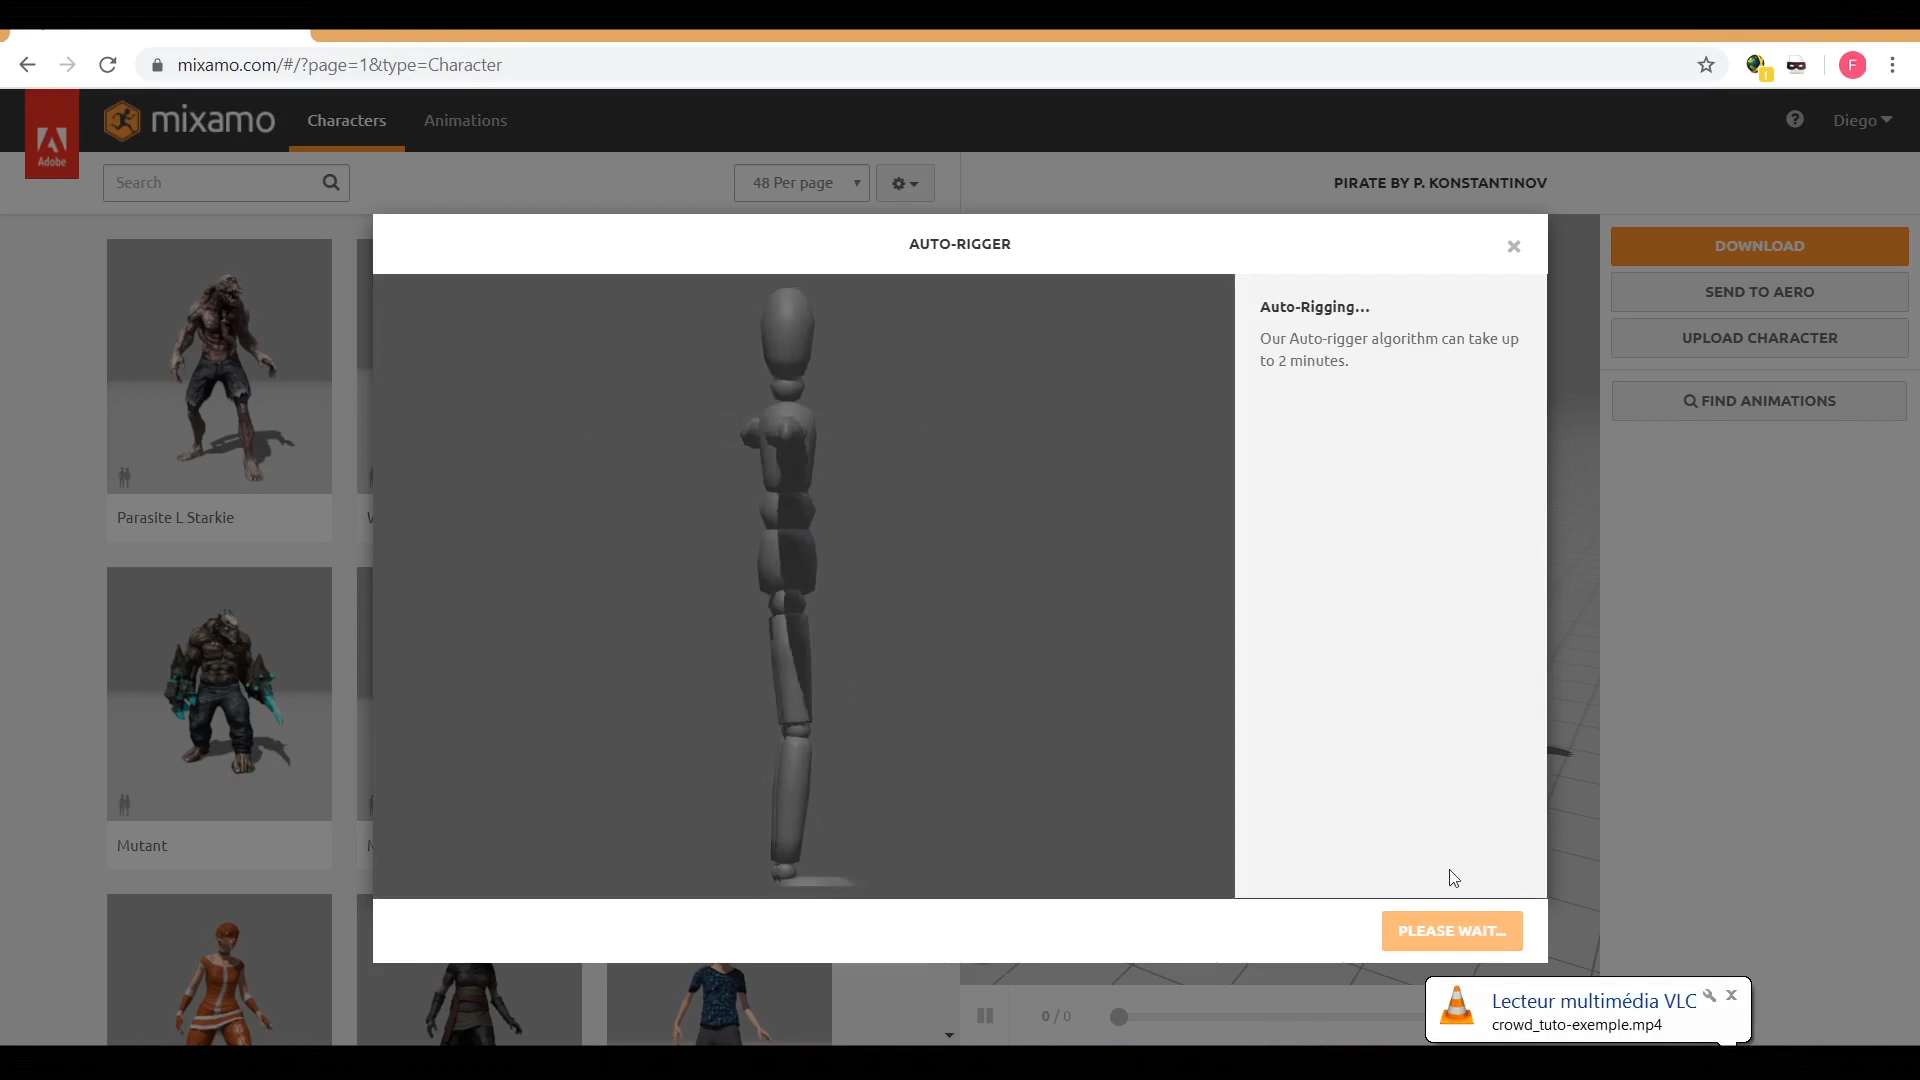 mixamo.com/#/?page=1&type=Character
F
Adobe
mixamo
Characters
Animations
Diego
Search
48 Per page
PIRATE BY P. KONSTANTINOV
AUTO-RIGGER
DOWNLOAD
SEND TO AERO
UPLOAD CHARACTER
FIND ANIMATIONS
Auto-Rigging...
Our Auto-rigger algorithm can take up
to 2 minutes.
Parasite L Starkie
Mutant
PLEASE WAIT...
0 / 0
Lecteur multimédia VLC
crowd_tuto-exemple.mp4